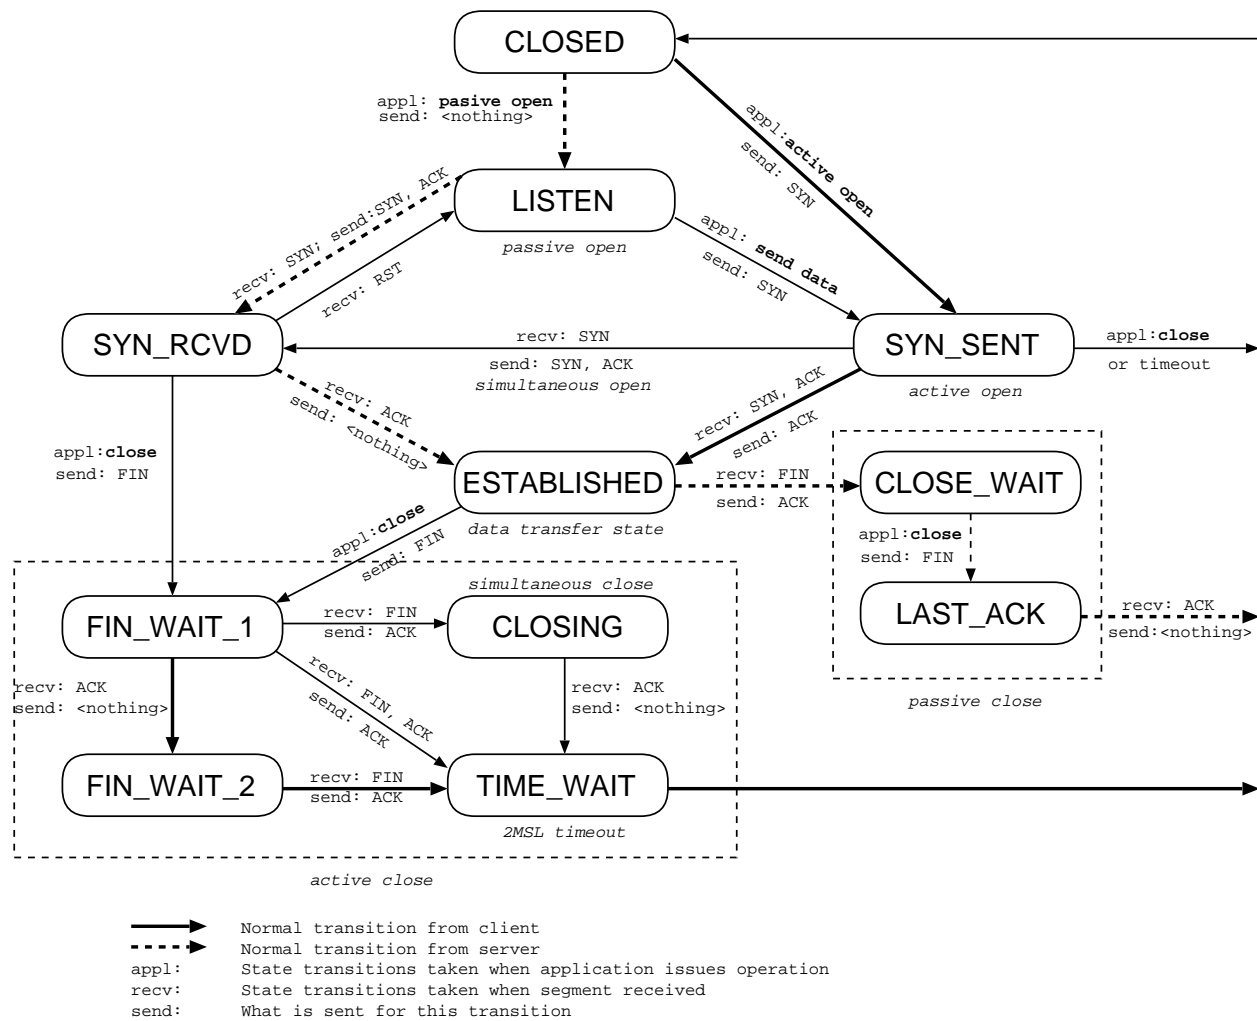 CLOSED
appl: pasive open
send: <nothing>
appl:active open
send: SYN
LISTEN
passive open
recv: SYN; send:SYN, ACK
recv: RST
appl: send data
send: SYN
SYN_RCVD
recv: SYN
send: SYN, ACK
simultaneous open
SYN_SENT
active open
appl:close
or timeout
recv: ACK
send: <nothing>
recv: SYN, ACK
send: ACK
appl:close
send: FIN
ESTABLISHED
data transfer state
recv: FIN
send: ACK
CLOSE_WAIT
appl:close
send: FIN
appl:close
send: FIN
LAST_ACK
recv: ACK
send:<nothing>
passive close
simultaneous close
FIN_WAIT_1
recv: FIN
send: ACK
CLOSING
recv: ACK
send: <nothing>
recv: FIN, ACK
send: ACK
recv: ACK
send: <nothing>
FIN_WAIT_2
recv: FIN
send: ACK
TIME_WAIT
2MSL timeout
active close
Normal transition from client
Normal transition from server
appl: State transitions taken when application issues operation
recv: State transitions taken when segment received
send: What is sent for this transition